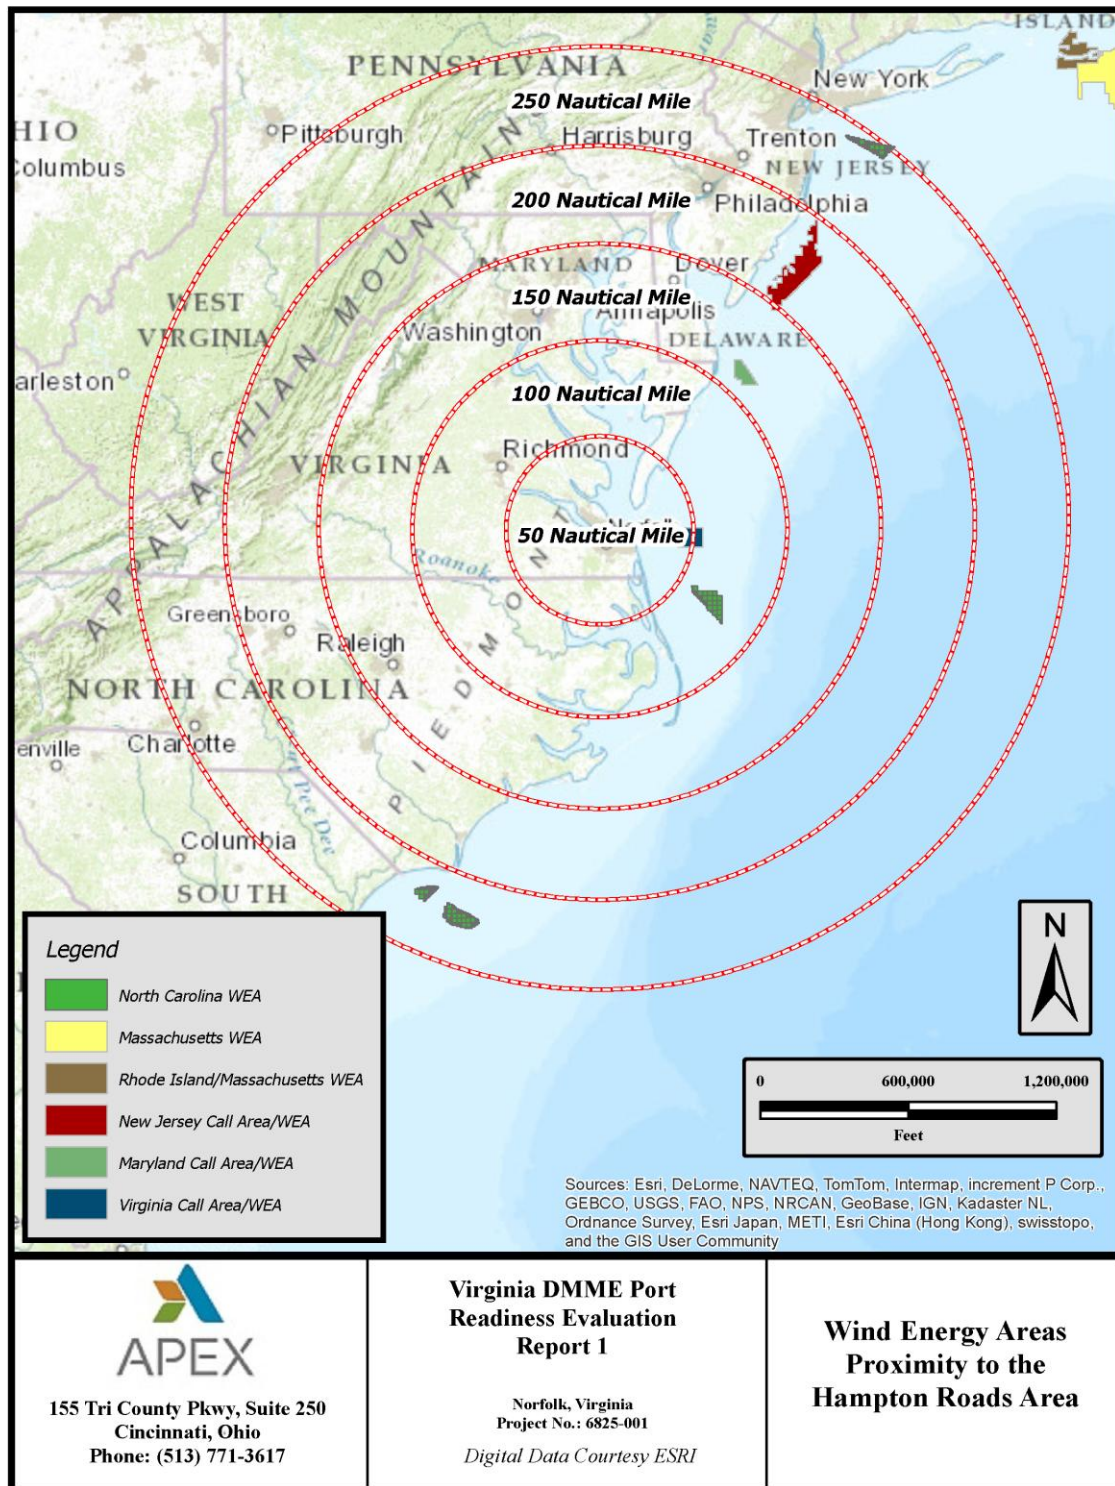 ISLAND
PENNSYLVANIA
New York
250 Nautical Mile
HIO
Pittsburgh
Harrisburg
Trenton
Columbus
NEW JERSEY
200 Nautical Mile
Philadelphia
MARYLAND
Dover
WEST
VIRGINIA
150 Nautical Mile
Annapolis
Washington
DELAWARE
arleston
APPALACHIAN MOUNTAINS
100 Nautical Mile
Richmond
VIRGINIA
50 Nautical Mile
Roanoke
PIEDMONT
Greensboro
Raleigh
NORTH CAROLINA
enville
Charlotte
Great Pee Dee
Columbia
SOUTH
Legend
North Carolina WEA
Massachusetts WEA
Rhode Island/Massachusetts WEA
New Jersey Call Area/WEA
Maryland Call Area/WEA
Virginia Call Area/WEA
N
0 600,000 1,200,000
Feet
Sources: Esri, DeLorme, NAVTEQ, TomTom, Intermap, increment P Corp.,
GEBCO, USGS, FAO, NPS, NRCAN, GeoBase, IGN, Kadaster NL,
Ordnance Survey, Esri Japan, METI, Esri China (Hong Kong), swisstopo,
and the GIS User Community
APEX
155 Tri County Pkwy, Suite 250
Cincinnati, Ohio
Phone: (513) 771-3617
Virginia DMME Port
Readiness Evaluation
Report 1
Norfolk, Virginia
Project No.: 6825-001
Digital Data Courtesy ESRI
Wind Energy Areas
Proximity to the
Hampton Roads Area